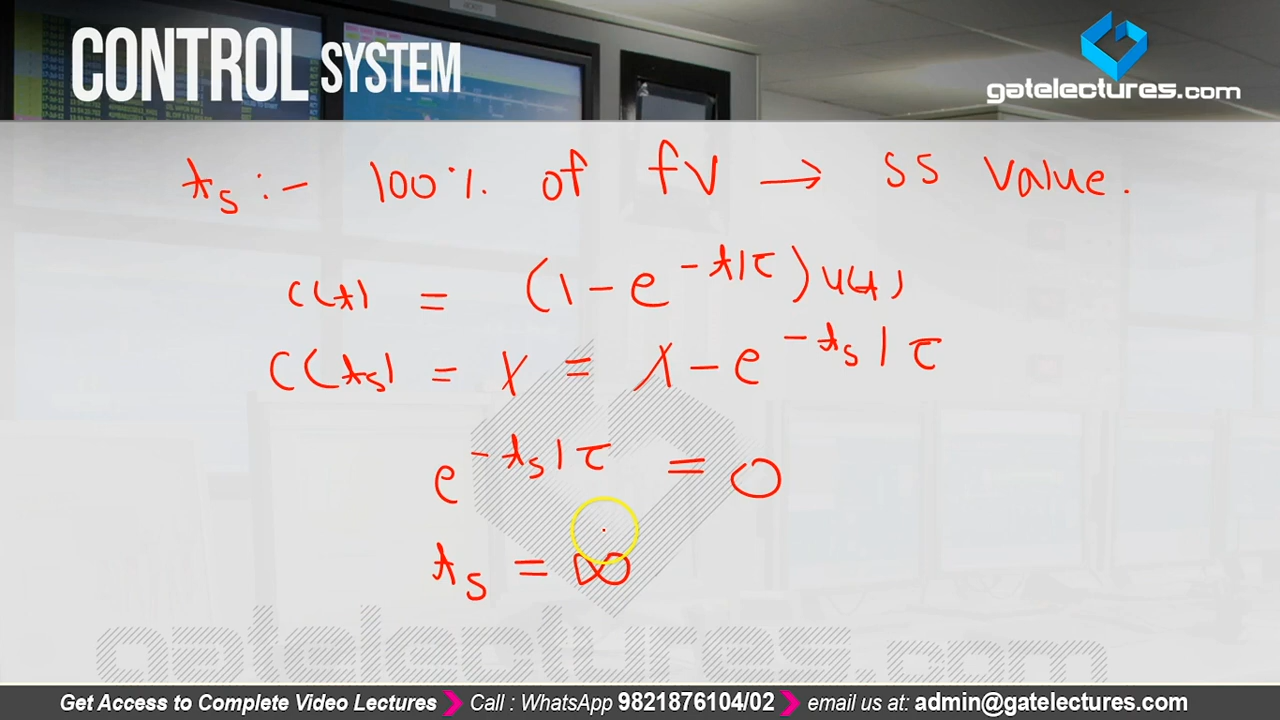 CONTROL SYSTEM
gatelectures.com
ts :- 100% of fV → SS Value.
C(t) = (1 - e^-t/τ) u(t)
C(ts) = 1 = 1 - e^-ts/τ
e^-ts/τ = 0
ts = ∞
gatelectures.com
Get Access to Complete Video Lectures Call : WhatsApp 9821876104/02 email us at: admin@gatelectures.com